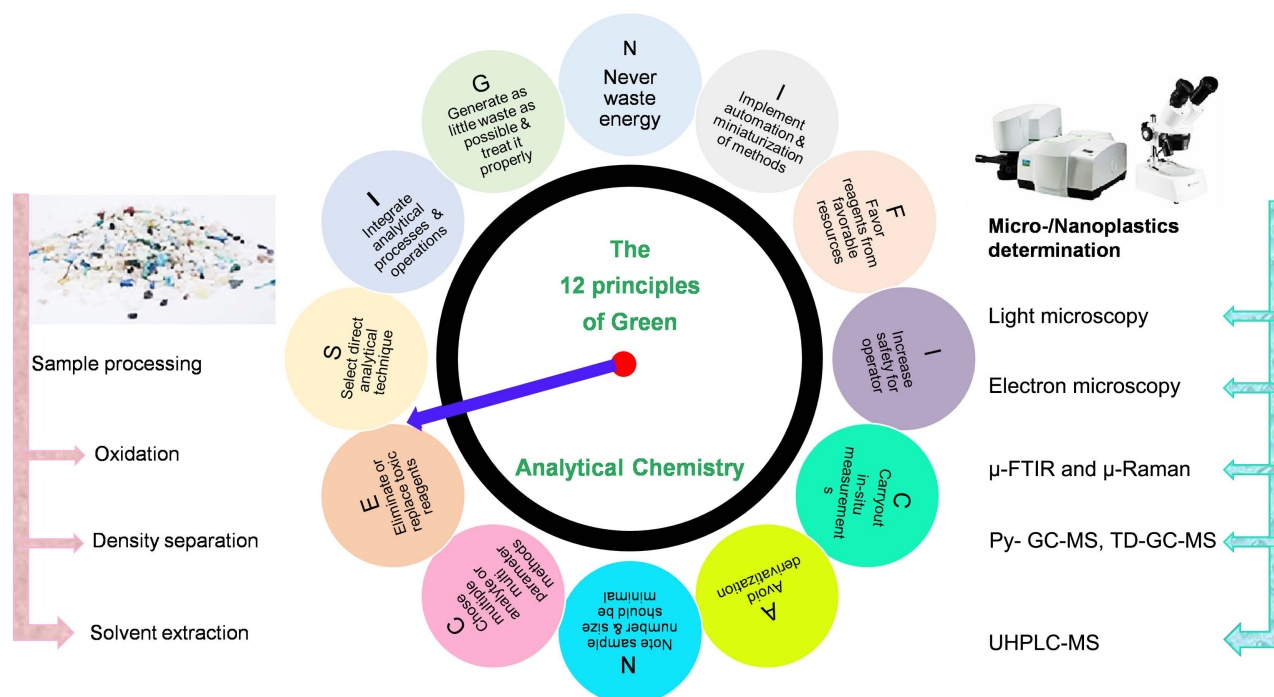 N
Never
waste
energy
I
Implement
automation &
miniaturization
of methods
F
Favor
reagents from
favorable
resources
I
Increase
safety for
operator
C
Carryout
in-situ
measurement
s
A
Avoid
derivatization
N
Note sample
number & size
should be
minimal
C
Chose
multiple
analyte or
multi
parameter
methods
E
Eliminate or
replace toxic
reagents
S
Select direct
analytical
technique
I
Integrate
analytical
processes &
operations
G
Generate as
little waste as
possible &
treat it
properly
The
12 principles
of Green
Analytical Chemistry
Sample processing
Oxidation
Density separation
Solvent extraction
Micro-/Nanoplastics
determination
Light microscopy
Electron microscopy
µ-FTIR and µ-Raman
Py- GC-MS, TD-GC-MS
UHPLC-MS